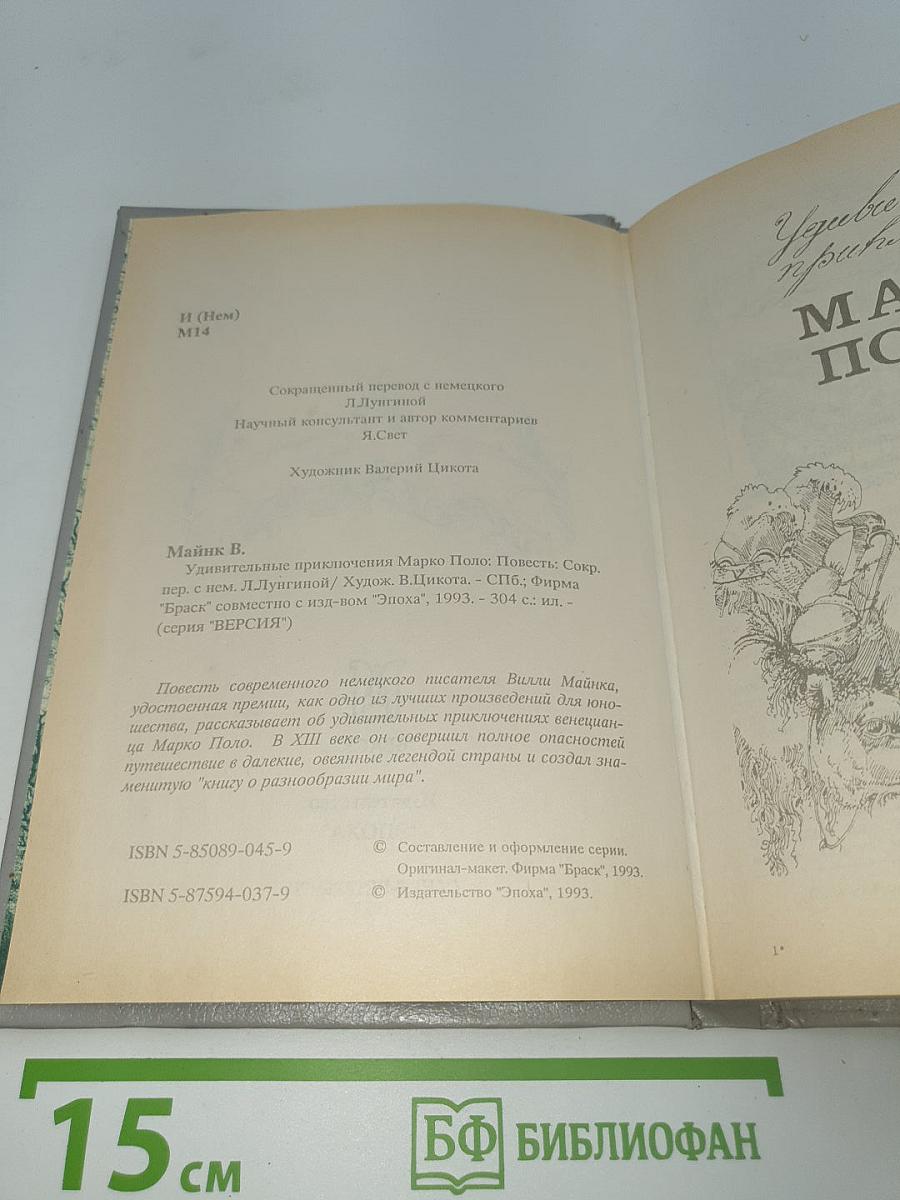 И (Нем)
М14
Сокращенный перевод с немецкого
Л.Лунгиной
Научный консультант и автор комментариев
Я.Свет
Художник Валерий Цикота
Майнк В.
Удивительные приключения Марко Поло: Повесть: Сокр.
пер. с нем. Л.Лунгиной/ Худож. В.Цикота. - СПб.; Фирма
"Браск" совместно с изд-вом "Эпоха", 1993. - 304 с.: ил. -
(серия "ВЕРСИЯ")
Повесть современного немецкого писателя Вилли Майнка,
удостоенная премии, как одно из лучших произведений для юно-
шества, рассказывает об удивительных приключениях венециан-
ца Марко Поло. В XIII веке он совершил полное опасностей
путешествие в далекие, овеянные легендой страны и создал зна-
менитую "книгу о разнообразии мира".
ISBN 5-85089-045-9
© Составление и оформление серии.
Оригинал-макет. Фирма "Браск", 1993.
ISBN 5-87594-037-9
© Издательство "Эпоха", 1993.
Удиви
прикл
МА
ПО
1*
15 см
БФ БИБЛИОФАН